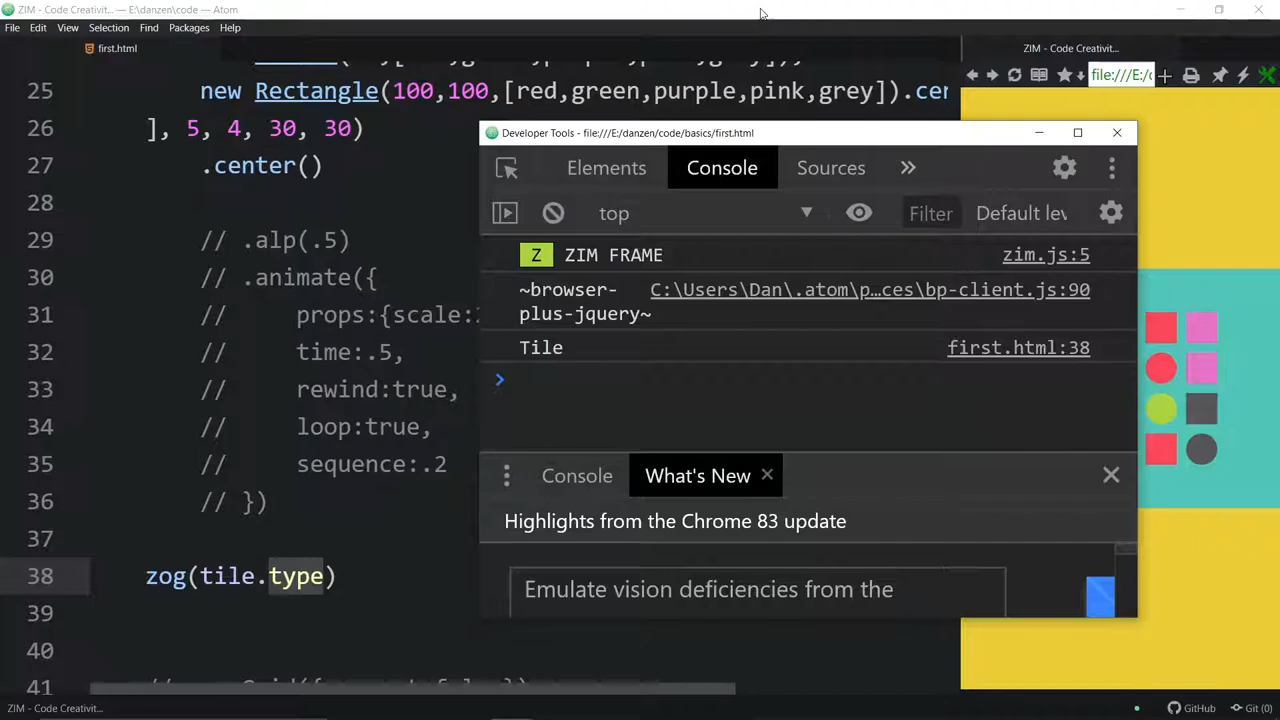 ZIM - Code Creativit... — E:\danzen\code — Atom
File Edit View Selection Find Packages Help
first.html
ZIM - Code Creativit...
file:///E:/
25 new Rectangle(100,100,[red,green,purple,pink,grey]).cer
26 ], 5, 4, 30, 30)
27 .center()
28
29 // .alp(.5)
30 // .animate({
31 // props:{scale:
32 // time:.5,
33 // rewind:true,
34 // loop:true,
35 // sequence:.2
36 // })
37
38 zog(tile.type)
39
40
41
Developer Tools - file:///E:/danzen/code/basics/first.html
Elements Console Sources »
top Filter Default lev
Z ZIM FRAME zim.js:5
~browser- C:\Users\Dan\.atom\p…ces\bp-client.js:90
plus-jquery~
Tile first.html:38
>
Console What's New
Highlights from the Chrome 83 update
Emulate vision deficiencies from the
ZIM - Code Creativit...
GitHub Git (0)